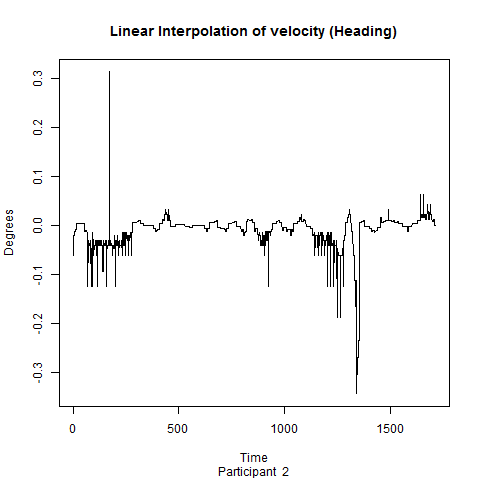 Linear Interpolation of velocity (Heading)
Degrees
0.3
0.2
0.1
0.0
-0.1
-0.2
-0.3
0 500 1000 1500
Time
Participant 2